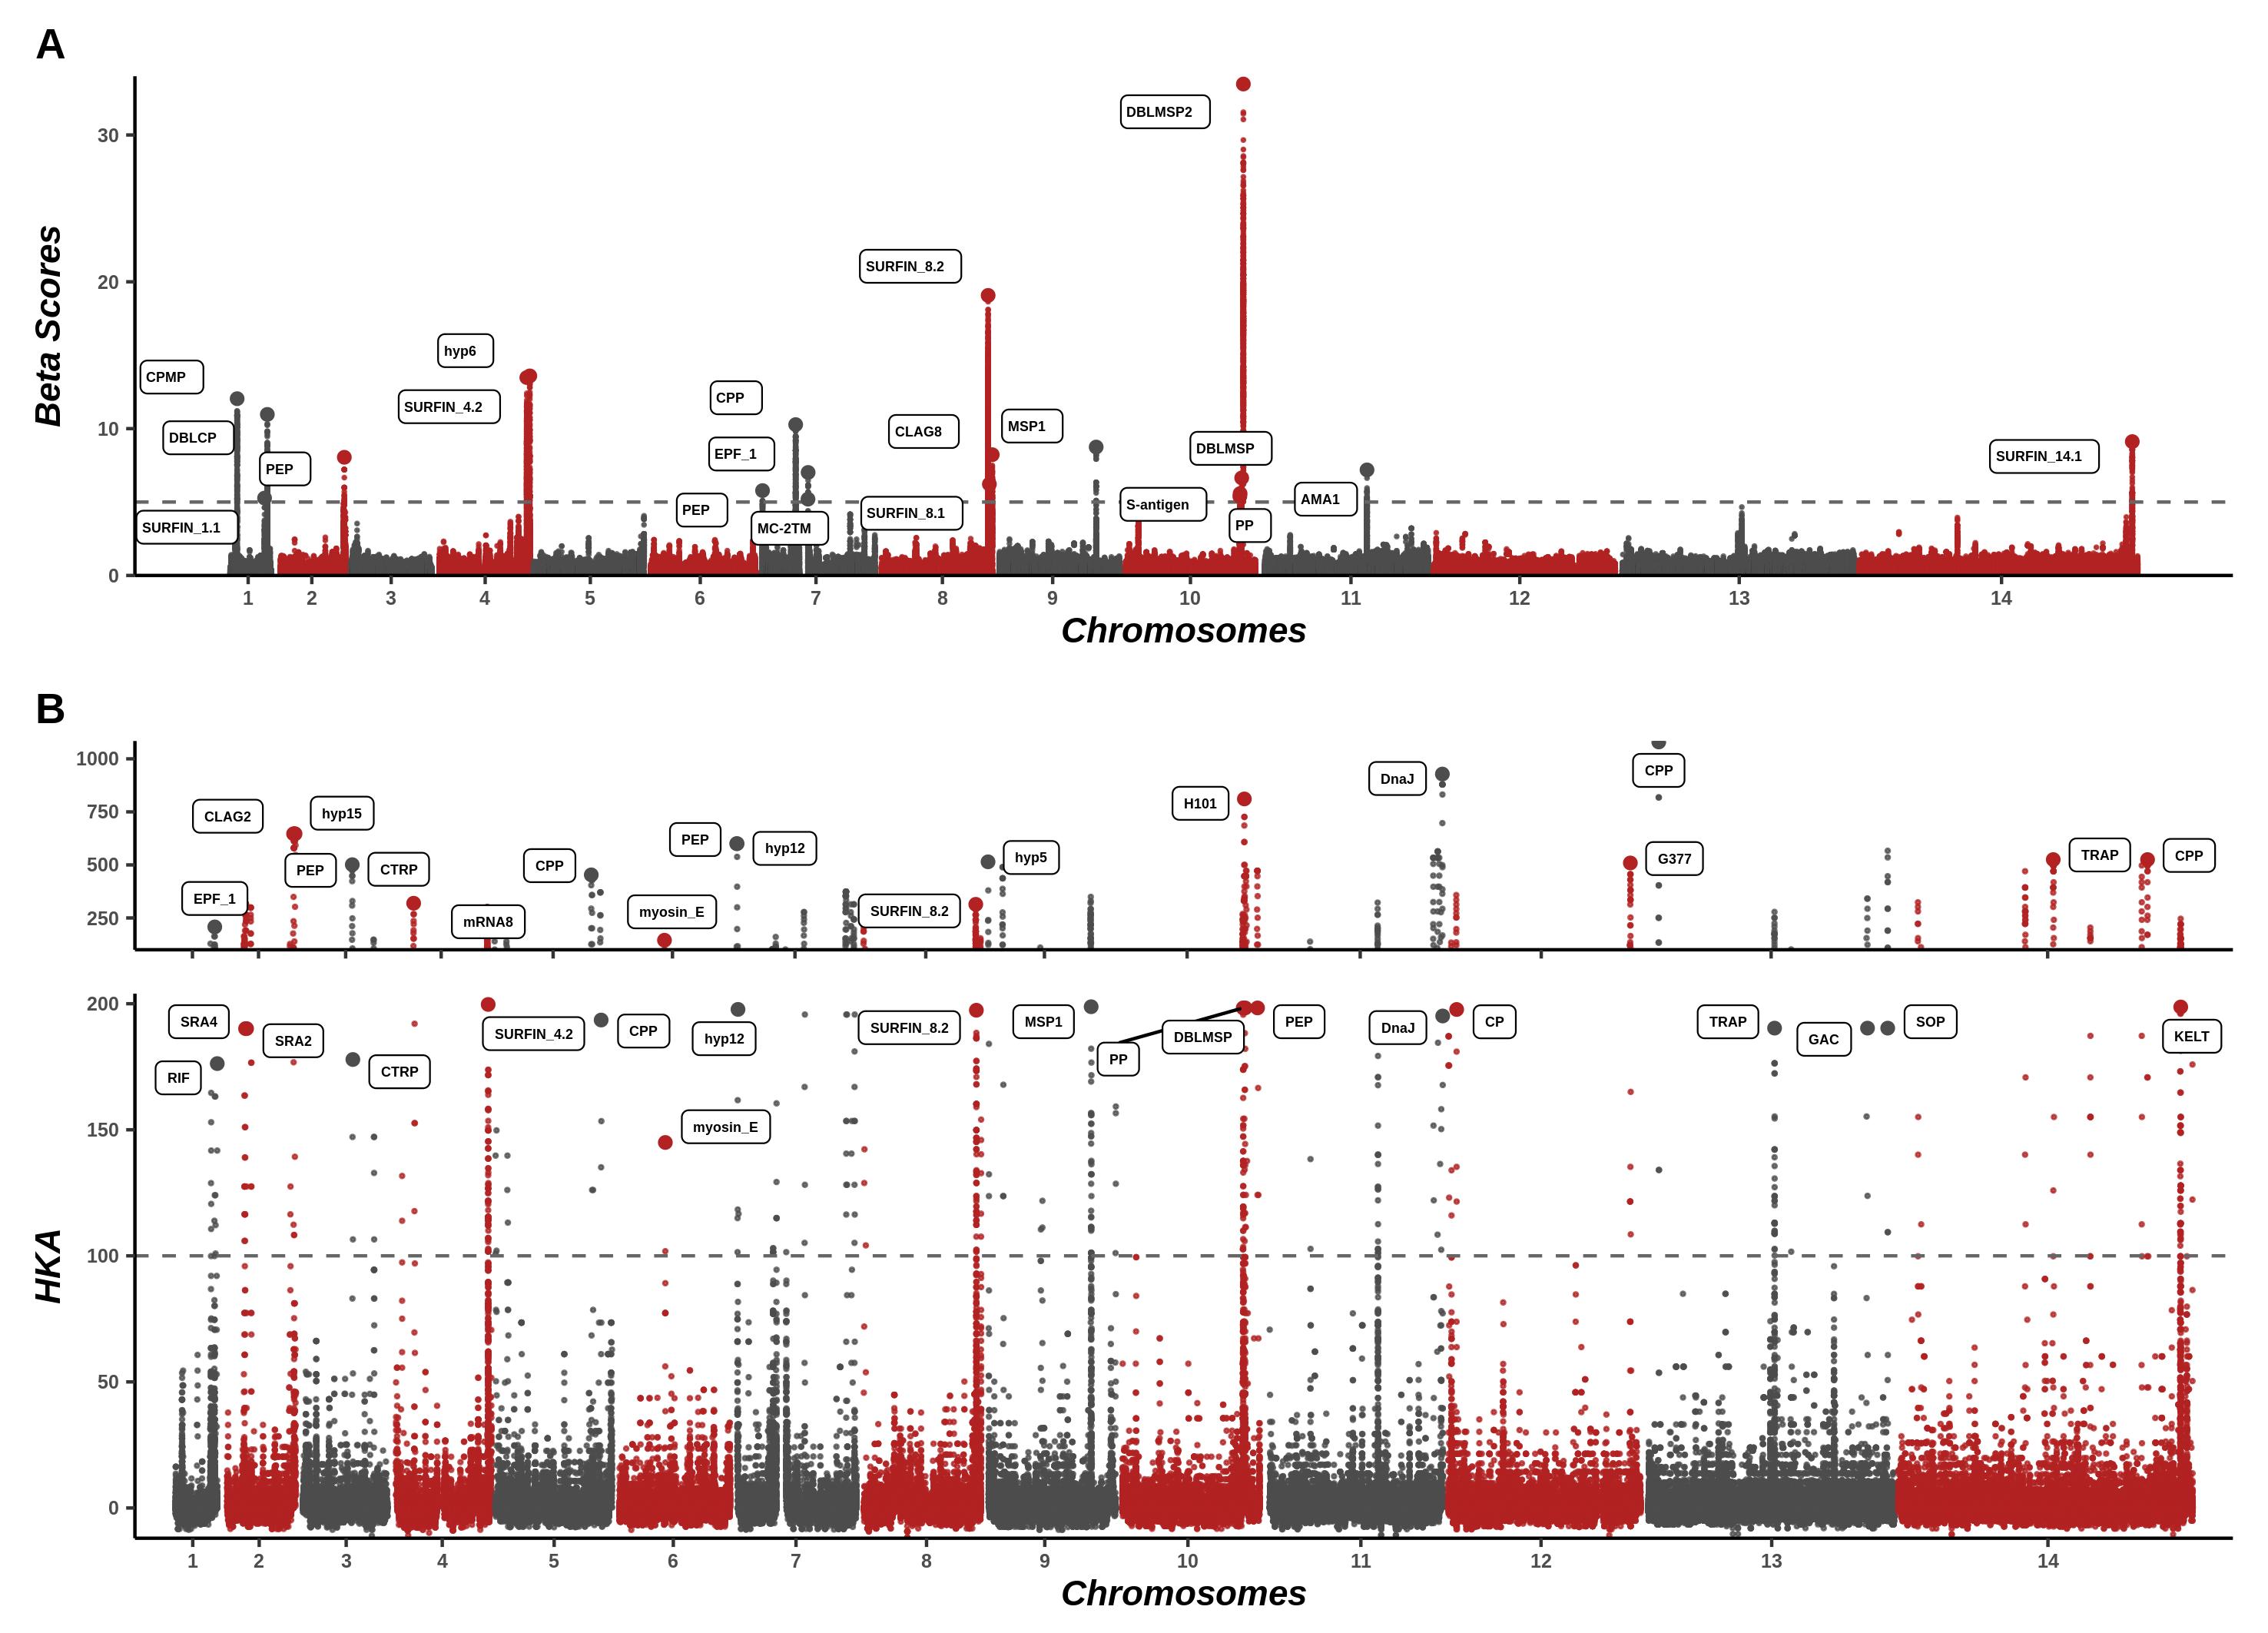 A
Beta Scores
30
20
10
0
DBLMSP2
SURFIN_8.2
hyp6
CPMP
SURFIN_4.2
CPP
MSP1
CLAG8
DBLCP
DBLMSP
SURFIN_14.1
EPF_1
PEP
AMA1
S-antigen
PEP
SURFIN_8.1
PP
SURFIN_1.1
MC-2TM
1 2 3 4 5 6 7 8 9 10 11 12 13 14
Chromosomes
B
1000
750
500
250
CPP
DnaJ
H101
hyp15
CLAG2
PEP
hyp12
TRAP
CPP
hyp5
G377
CPP
PEP
CTRP
EPF_1
SURFIN_8.2
myosin_E
mRNA8
HKA
200
150
100
50
0
SRA4
SRA2
RIF
CTRP
SURFIN_4.2
CPP
hyp12
myosin_E
SURFIN_8.2
MSP1
PP
DBLMSP
PEP
DnaJ
CP
TRAP
GAC
SOP
KELT
1 2 3 4 5 6 7 8 9 10 11 12 13 14
Chromosomes